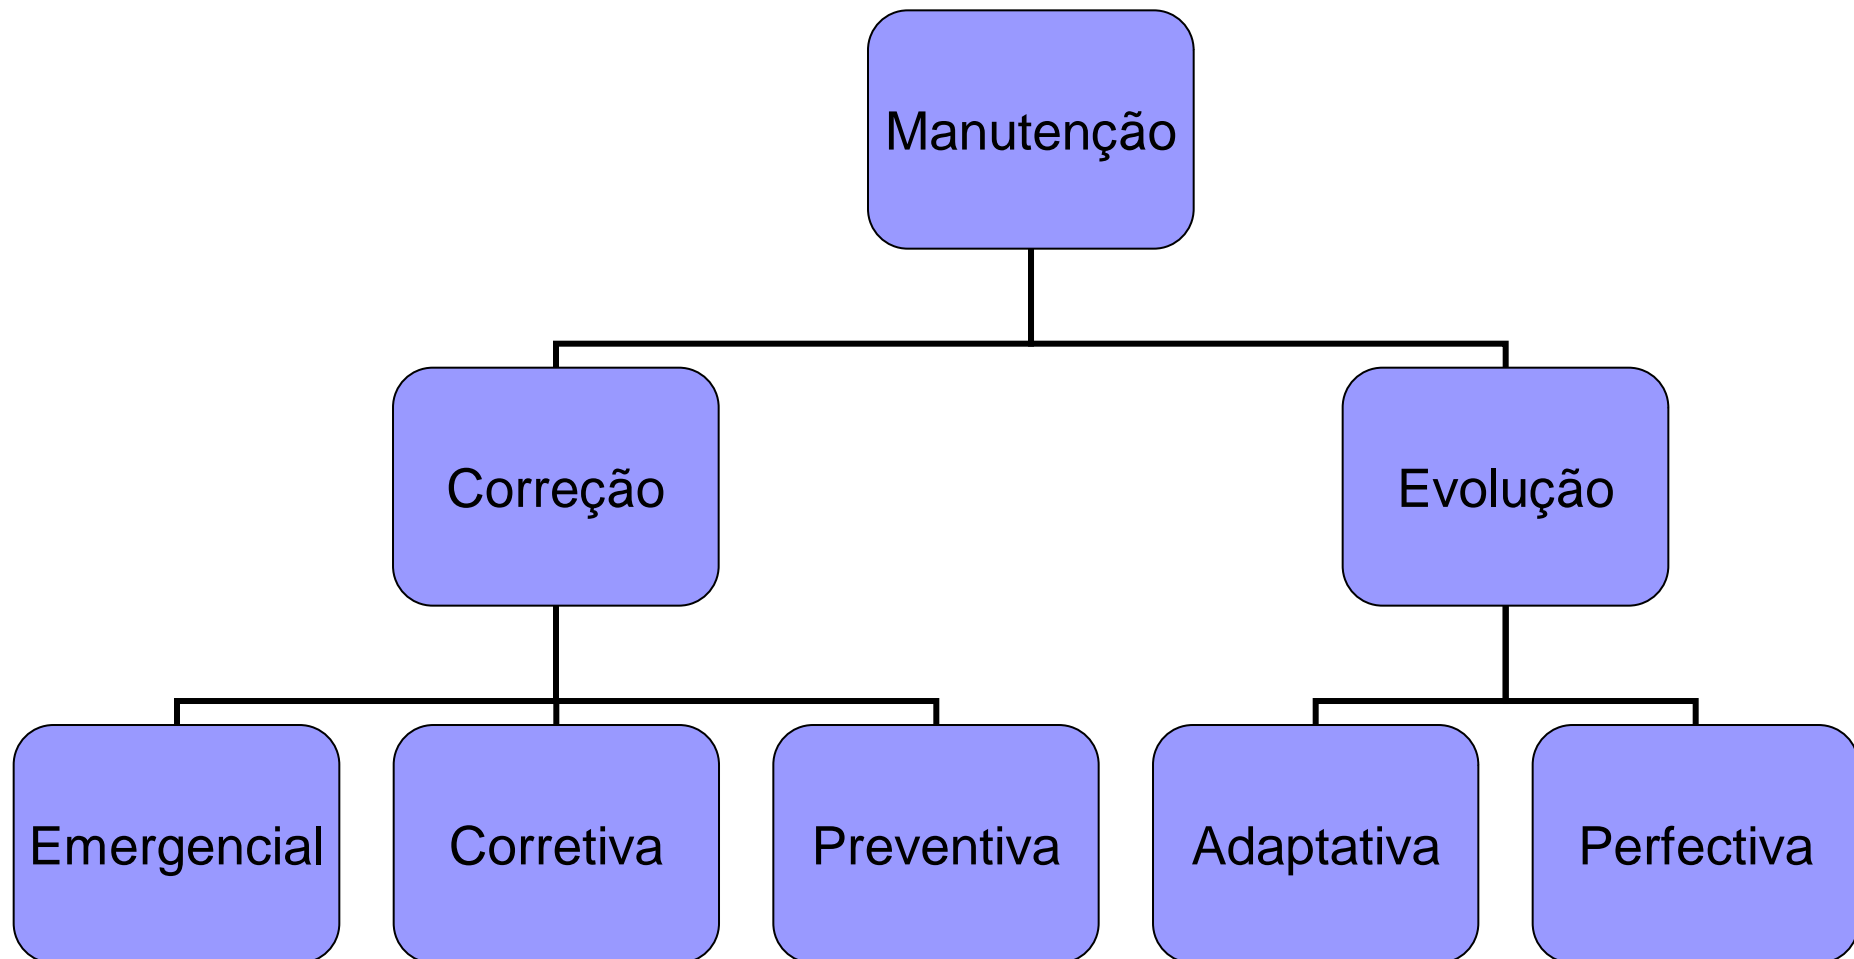 Manutenção
Correção
Evolução
Emergencial
Corretiva
Preventiva
Adaptativa
Perfectiva